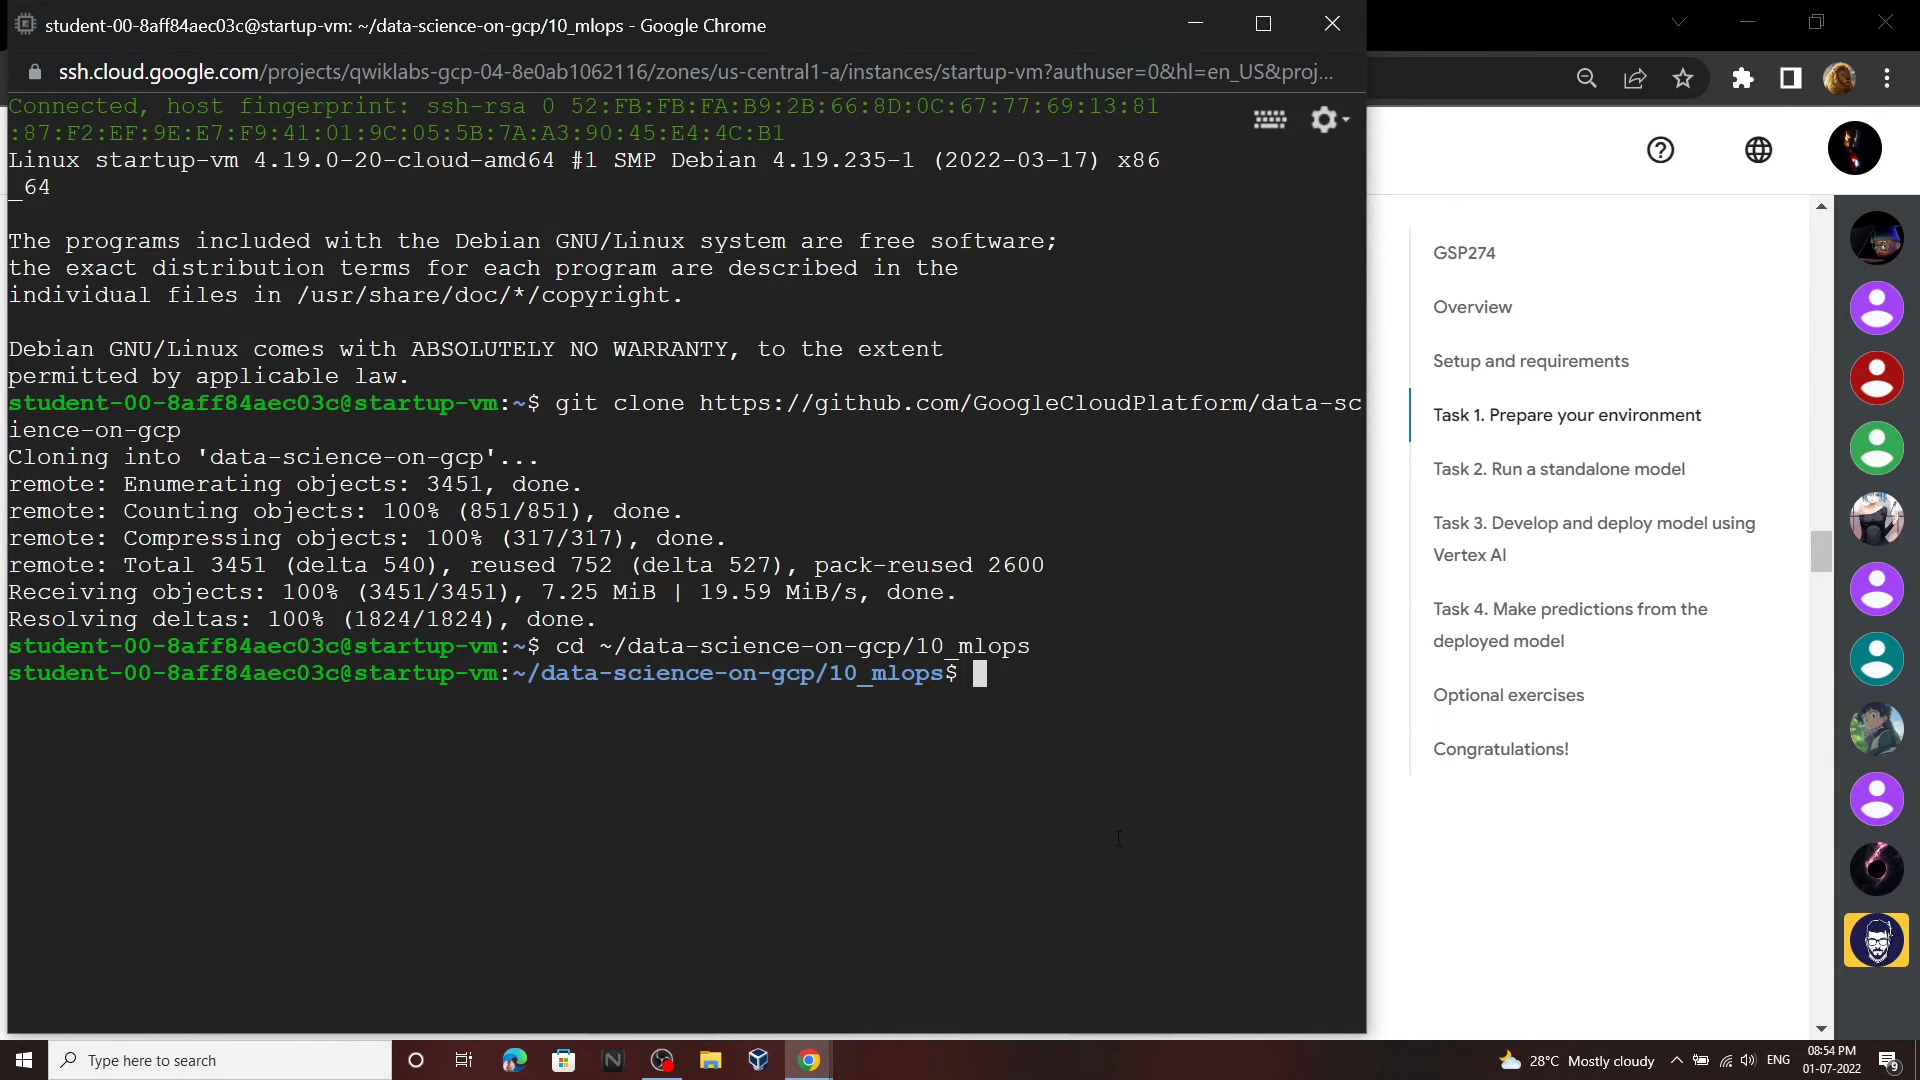 student-00-8aff84aec03c@startup-vm: ~/data-science-on-gcp/10_mlops - Google Chrome
ssh.cloud.google.com/projects/qwiklabs-gcp-04-8e0ab1062116/zones/us-central1-a/instances/startup-vm?authuser=0&hl=en_US&proj...
Connected, host fingerprint: ssh-rsa 0 52:FB:FB:FA:B9:2B:66:8D:0C:67:77:69:13:81
:87:F2:EF:9E:E7:F9:41:01:9C:05:5B:7A:A3:90:45:E4:4C:B1
Linux startup-vm 4.19.0-20-cloud-amd64 #1 SMP Debian 4.19.235-1 (2022-03-17) x86
_64
The programs included with the Debian GNU/Linux system are free software;
the exact distribution terms for each program are described in the
individual files in /usr/share/doc/*/copyright.
Debian GNU/Linux comes with ABSOLUTELY NO WARRANTY, to the extent
permitted by applicable law.
student-00-8aff84aec03c@startup-vm:~$ git clone https://github.com/GoogleCloudPlatform/data-sc
ience-on-gcp
Cloning into 'data-science-on-gcp'...
remote: Enumerating objects: 3451, done.
remote: Counting objects: 100% (851/851), done.
remote: Compressing objects: 100% (317/317), done.
remote: Total 3451 (delta 540), reused 752 (delta 527), pack-reused 2600
Receiving objects: 100% (3451/3451), 7.25 MiB | 19.59 MiB/s, done.
Resolving deltas: 100% (1824/1824), done.
student-00-8aff84aec03c@startup-vm:~$ cd ~/data-science-on-gcp/10_mlops
student-00-8aff84aec03c@startup-vm:~/data-science-on-gcp/10_mlops$
GSP274
Overview
Setup and requirements
Task 1. Prepare your environment
Task 2. Run a standalone model
Task 3. Develop and deploy model using
Vertex AI
Task 4. Make predictions from the
deployed model
Optional exercises
Congratulations!
Type here to search
28°C Mostly cloudy
ENG
08:54 PM
01-07-2022
9